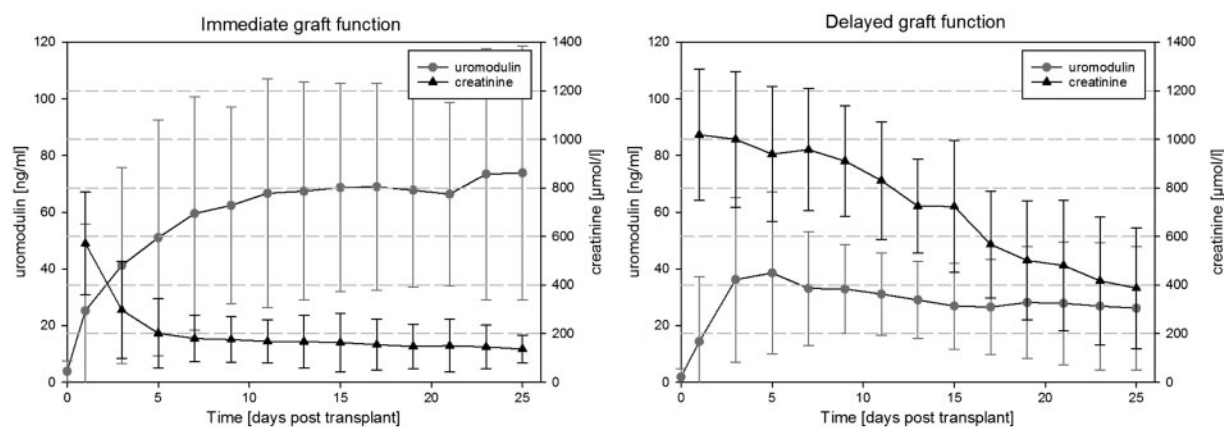 Immediate graft function
120
100
80
60
40
20
0
uromodulin [ng/ml]
1400
1200
1000
800
600
400
200
0
creatinine [µmol/l]
uromodulin
creatinine
0 5 10 15 20 25
Time [days post transplant]
Delayed graft function
120
100
80
60
40
20
0
uromodulin [ng/ml]
1400
1200
1000
800
600
400
200
0
creatinine [µmol/l]
uromodulin
creatinine
0 5 10 15 20 25
Time [days post transplant]